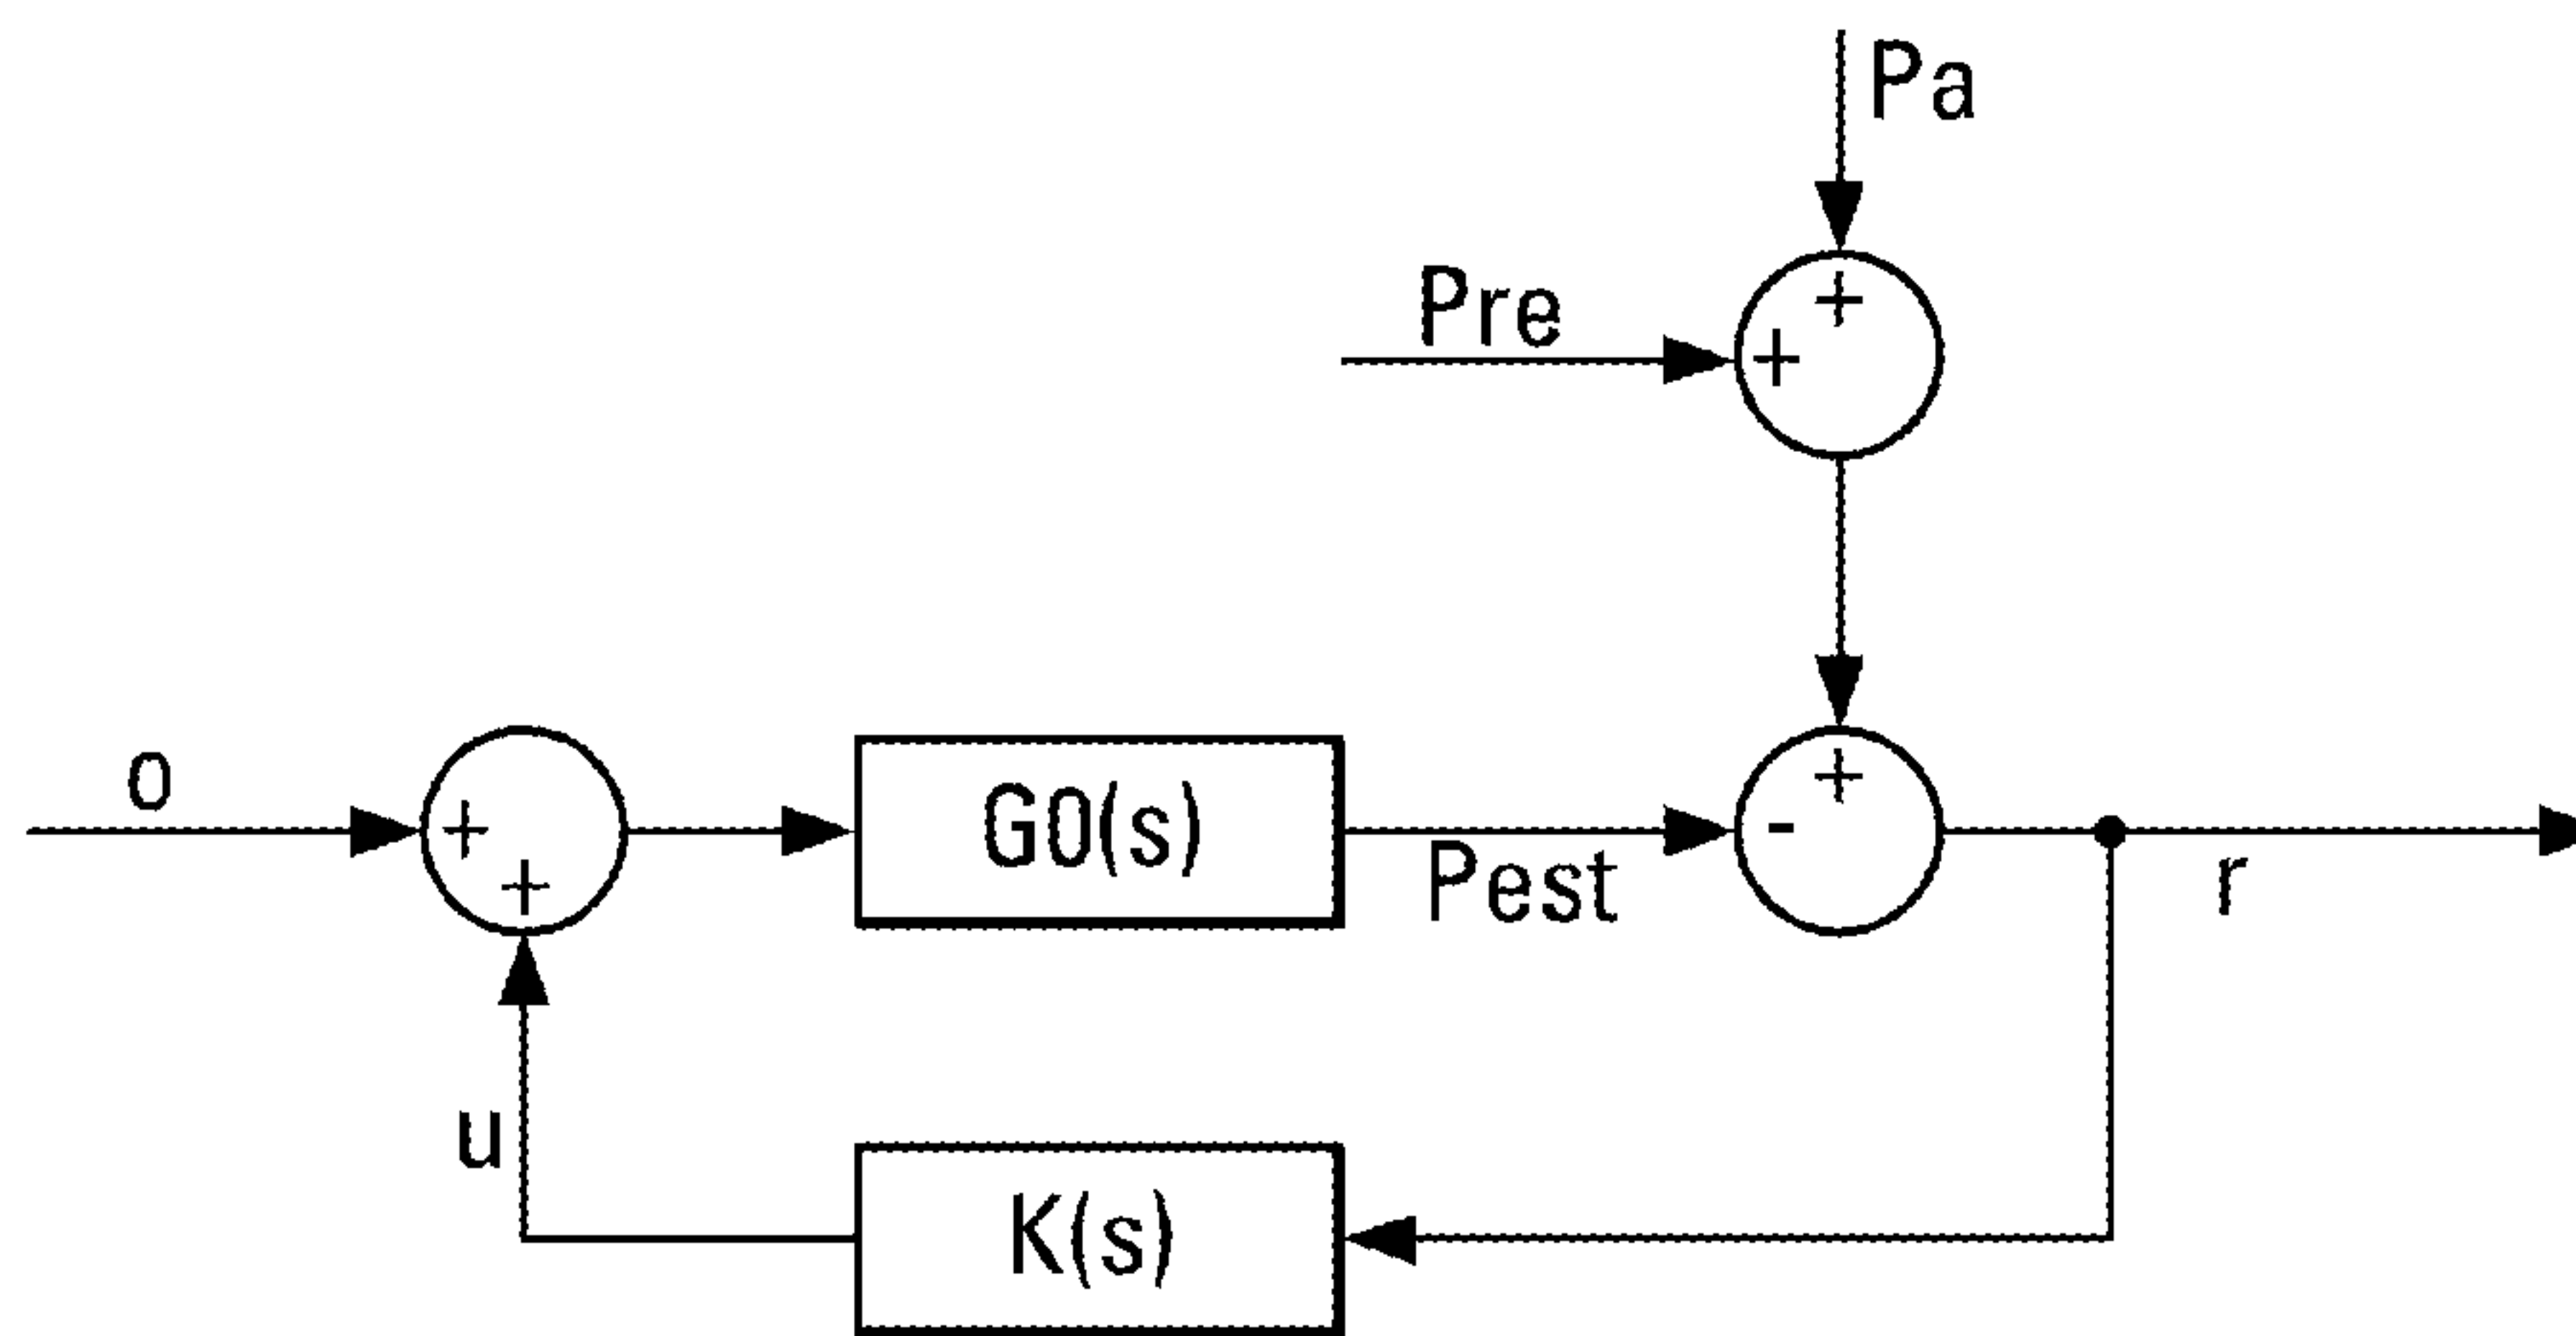 Pa
+
Pre
+
o
+
+
G0(s)
Pest
+
-
r
u
K(s)